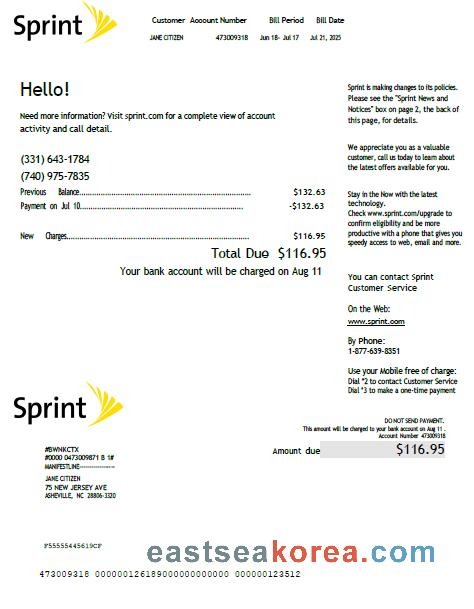 Sprint
Customer Account Number Bill Period Bill Date
JANE CITIZEN 473009318 Jun 18- Jul 17 Jul 21, 2025
Hello!
Need more information? Visit sprint.com for a complete view of account
activity and call detail.
(331) 643-1784
(740) 975-7835
Previous Balance $132.63
Payment on Jul 10 -$132.63
New Charges $116.95
Total Due $116.95
Your bank account will be charged on Aug 11
Sprint is making changes to its policies.
Please see the "Sprint News and
Notices" box on page 2, the back of
this page, for details.
We appreciate you as a valuable
customer, call us today to learn about
the latest offers available for you.
Stay in the Now with the latest
technology.
Check www.sprint.com/upgrade to
confirm eligibility and be more
productive with a phone that gives you
speedy access to web, email and more.
You can contact Sprint
Customer Service
On the Web:
www.sprint.com
By Phone:
1-877-639-8351
Use your Mobile free of charge:
Dial *2 to contact Customer Service
Dial *3 to make a one-time payment
Sprint
DO NOT SEND PAYMENT.
This amount will be charged to your bank account on Aug 11 .
Account Number 473009318
Amount due $116.95
#BWNKCTX
#0000 0473009871 B 1#
MANIFESTLINE------------------
JANE CITIZEN
75 NEW JERSEY AVE
ASHEVILLE, NC 28806-3320
F55555445619CF
eastseakorea.com
473009318 0000001261890000000000000 000000123512